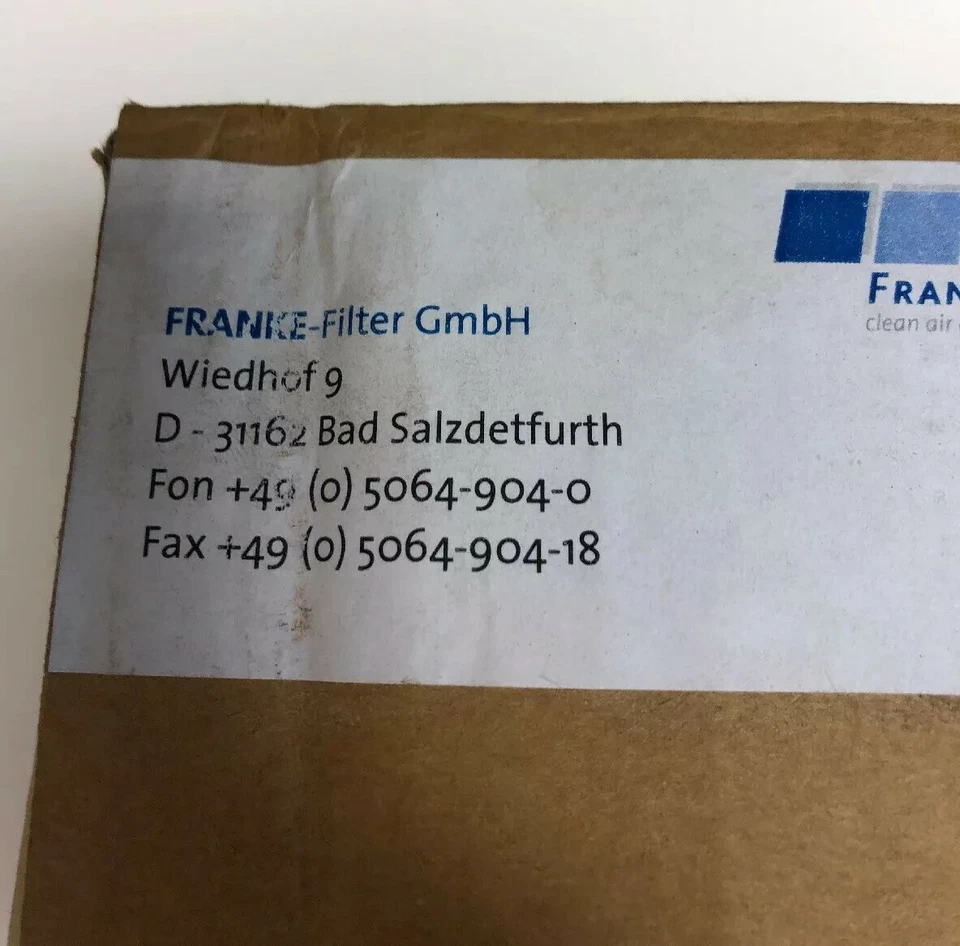 FRANKE-Filter GmbH
Wiedhof 9
D - 31162 Bad Salzdetfurth
Fon +49 (0) 5064-904-0
Fax +49 (0) 5064-904-18
FRAN
clean air